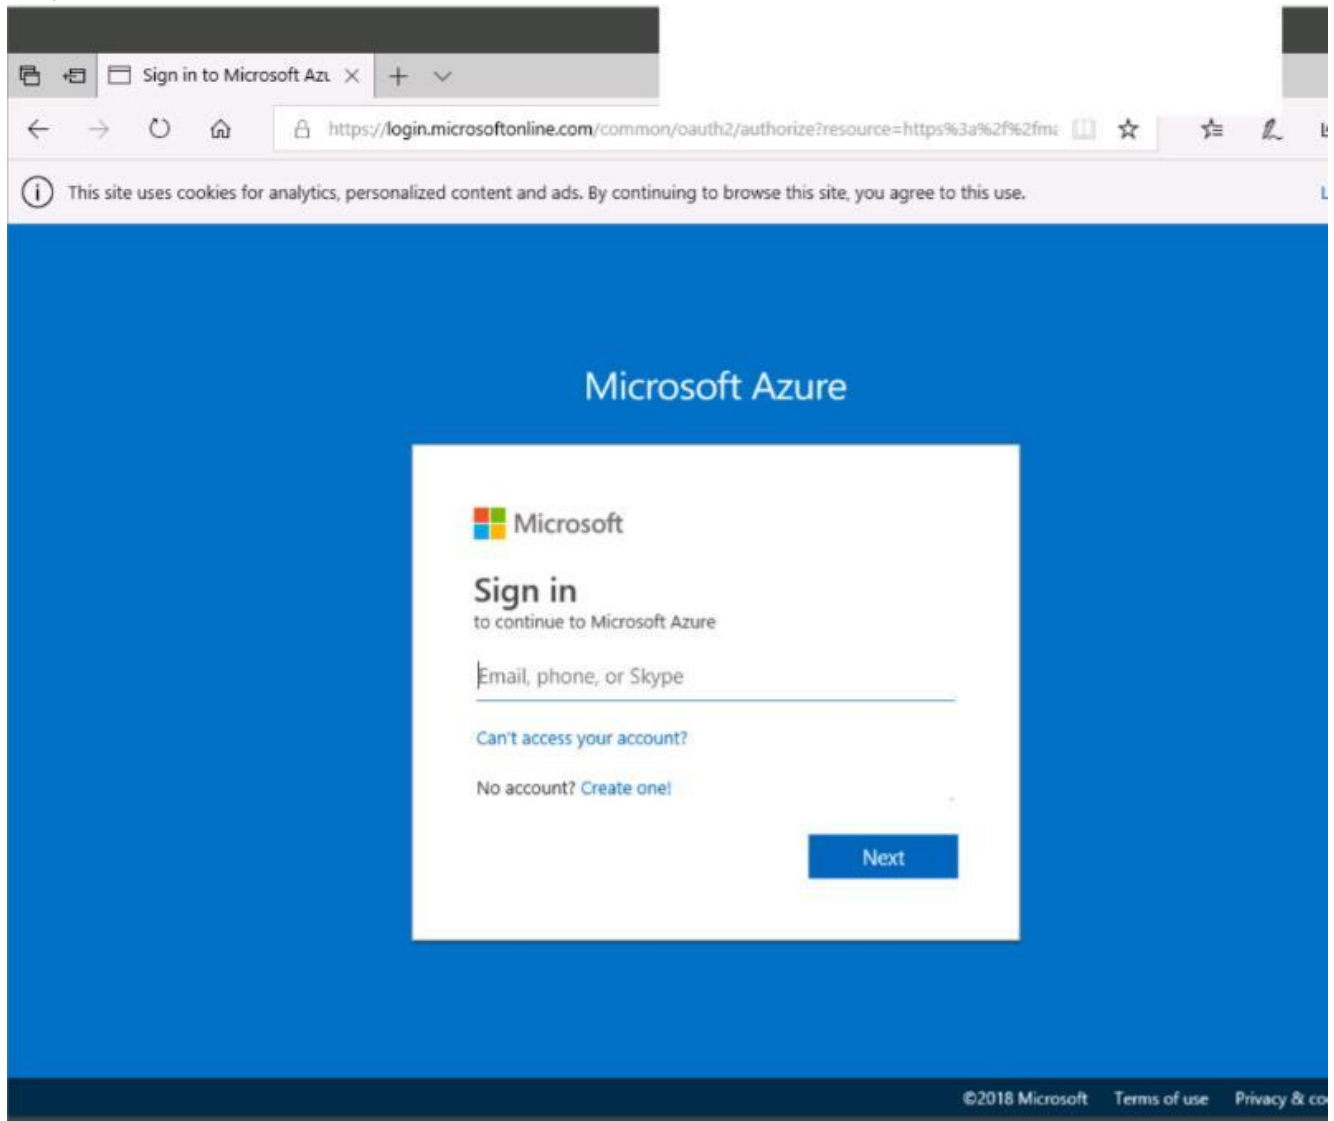 Sign in to Microsoft Az
https://login.microsoftonline.com/common/oauth2/authorize?resource=https%3a%2f%2fma
This site uses cookies for analytics, personalized content and ads. By continuing to browse this site, you agree to this use.
Microsoft Azure
Microsoft
Sign in
to continue to Microsoft Azure
Email, phone, or Skype
Can't access your account?
No account? Create one!
Next
©2018 Microsoft Terms of use Privacy & co